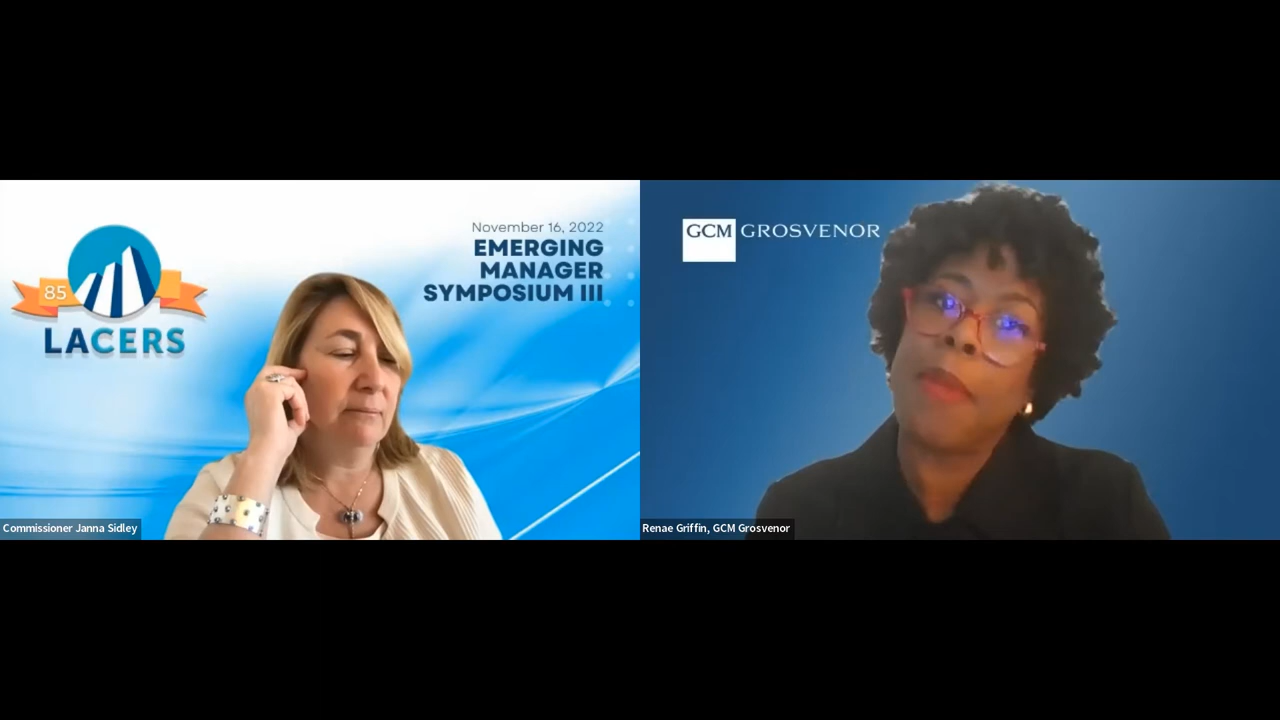 85
LACERS
November 16, 2022
EMERGING
MANAGER
SYMPOSIUM III
Commissioner Janna Sidley
GCM GROSVENOR
Renae Griffin, GCM Grosvenor